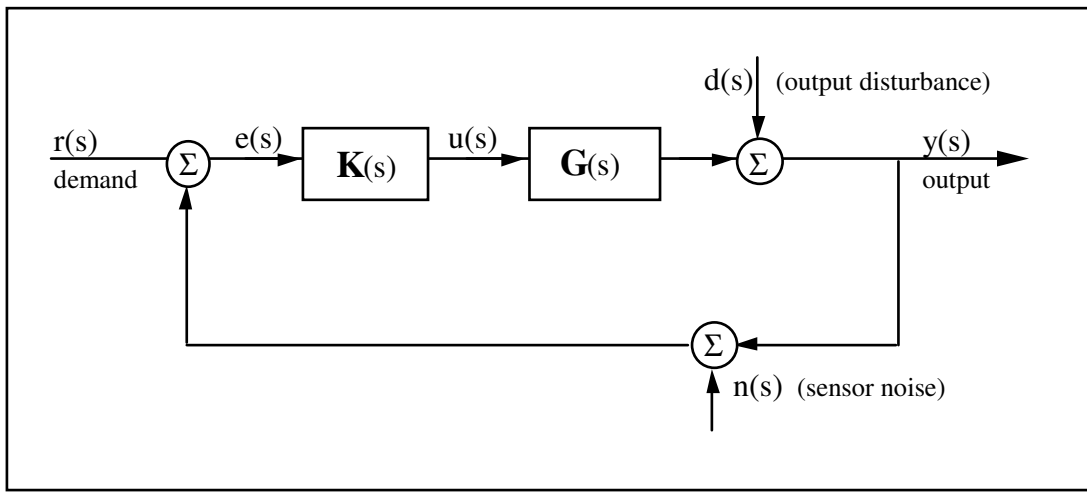 d(s) (output disturbance)
r(s) e(s) u(s) y(s)
Σ K(s) G(s) Σ
demand output
Σ
n(s) (sensor noise)